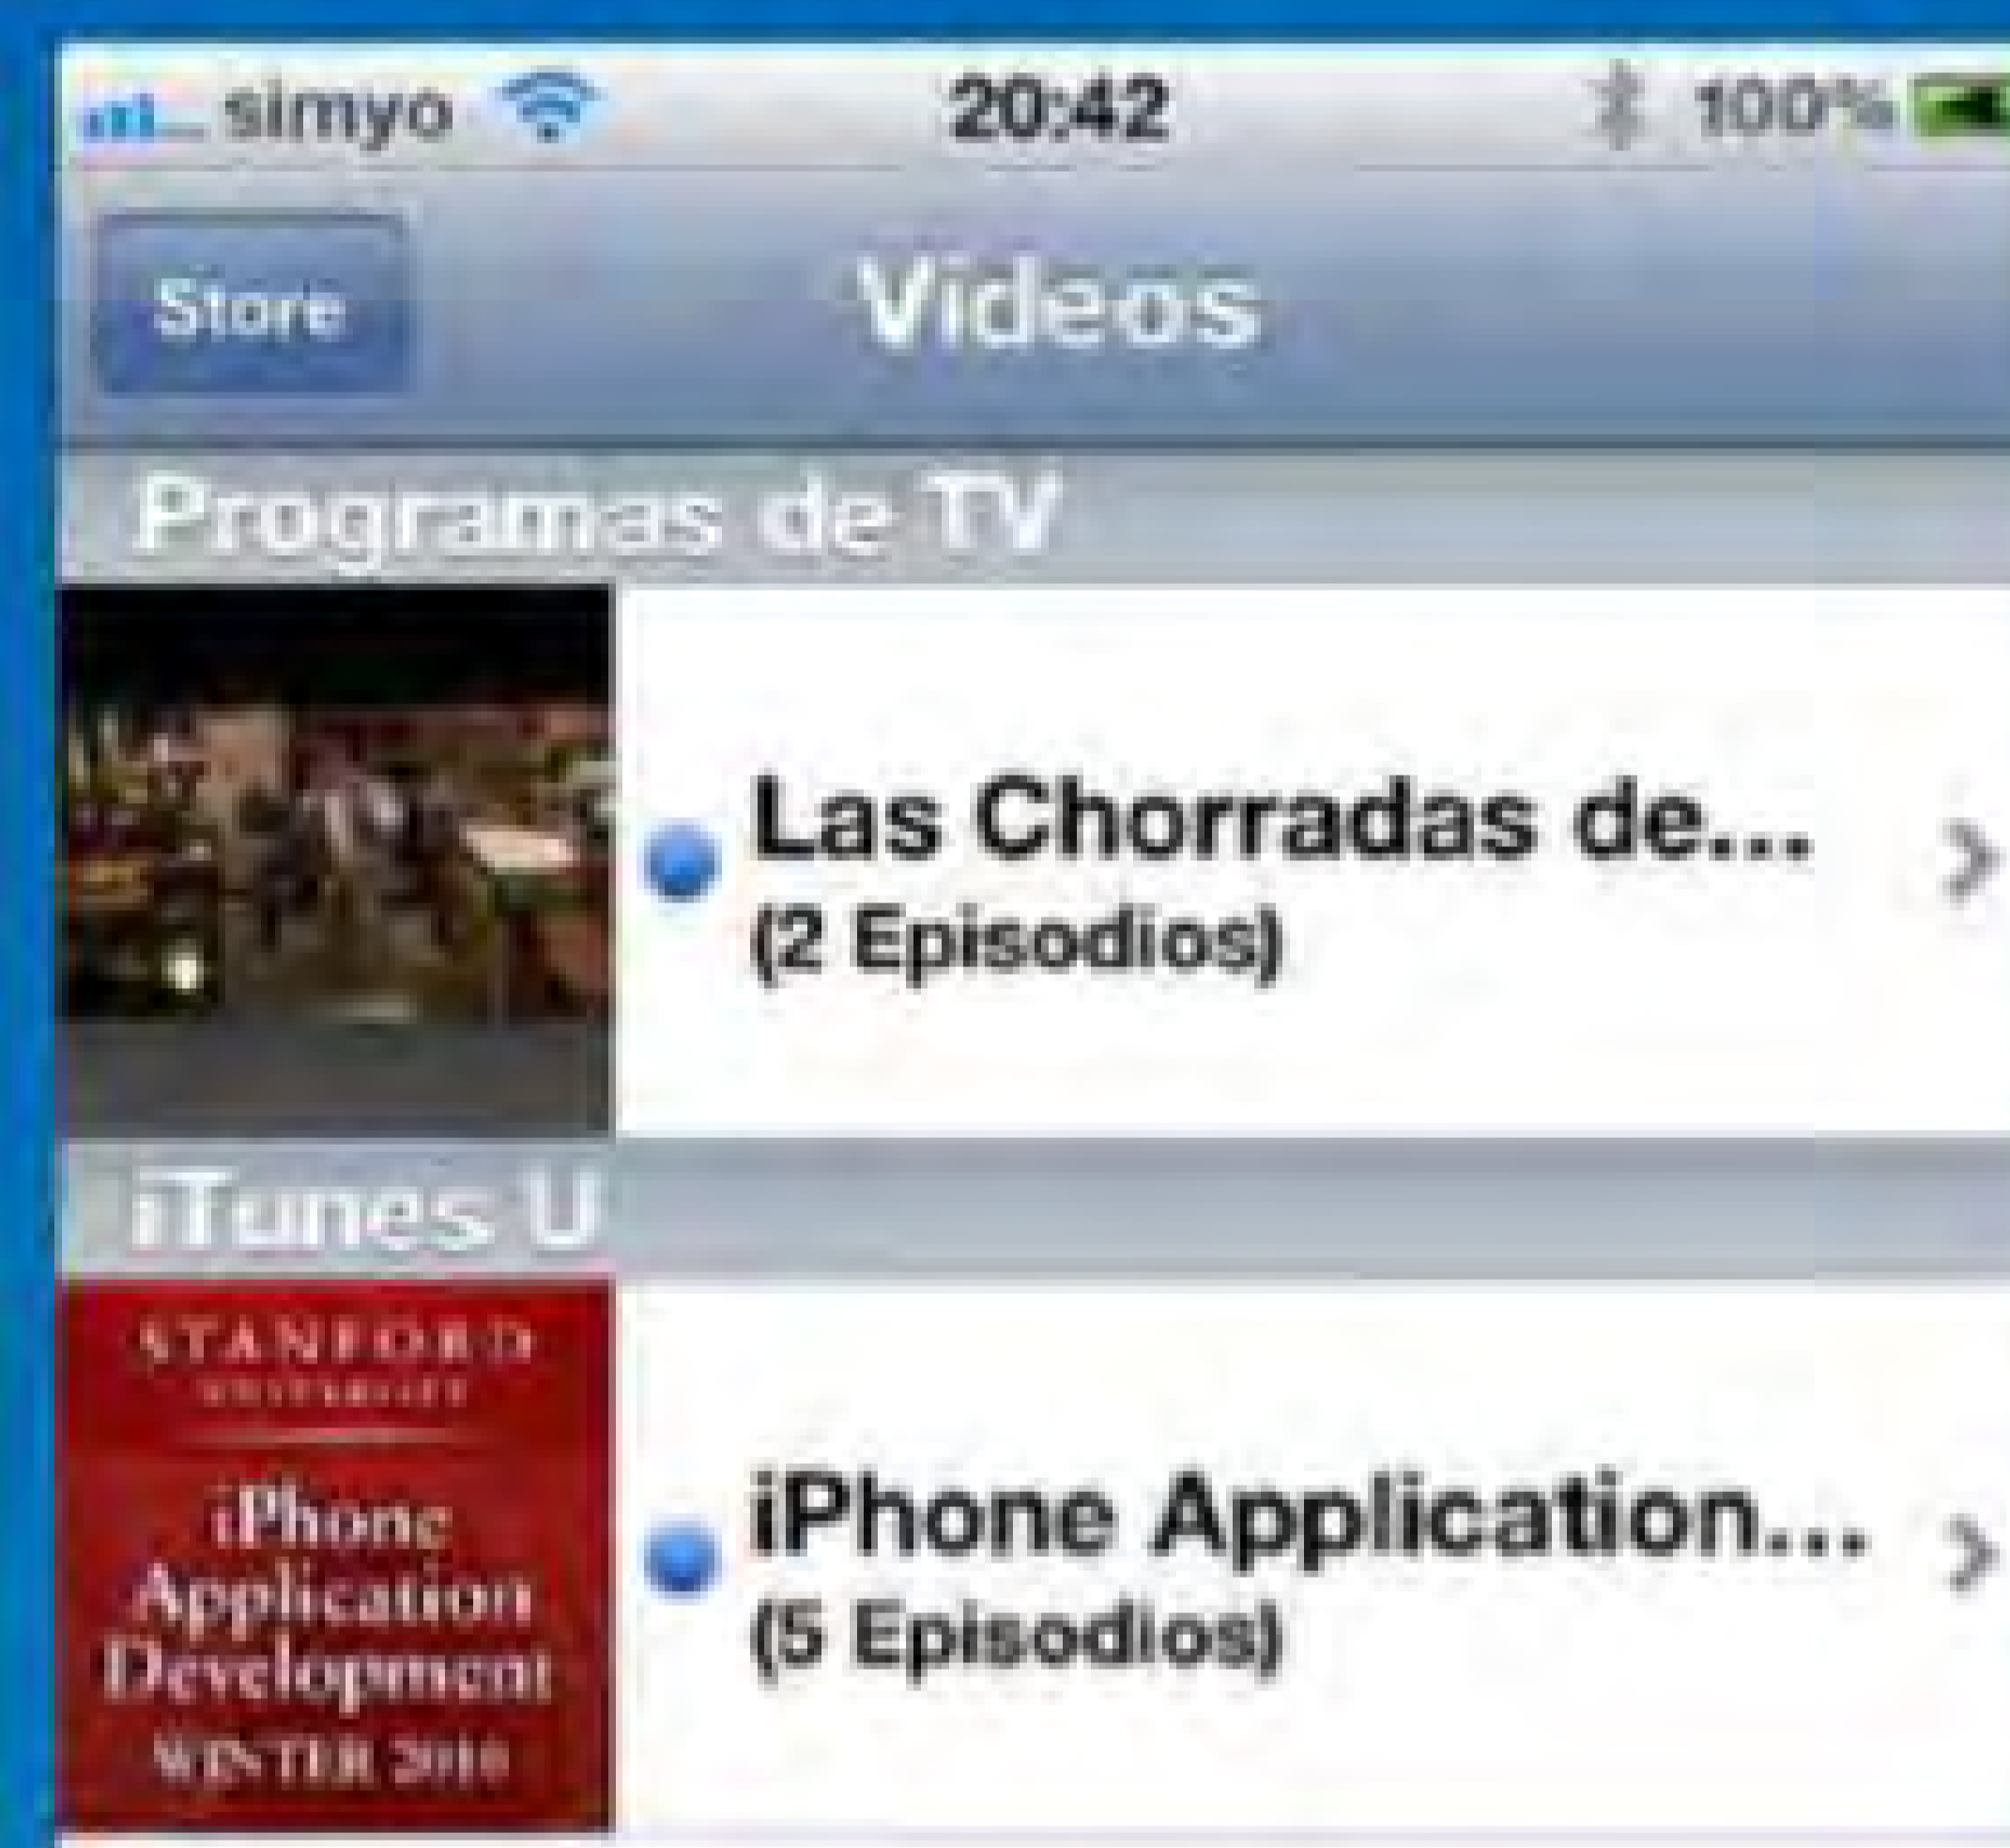 simyo 20:42 100%
Store Videos
Programas de TV
Las Chorradas de...
(2 Episodios)
iTunes U
STANFORD
UNIVERSITY
iPhone
Application
Development
WINTER 2010
iPhone Application...
(5 Episodios)